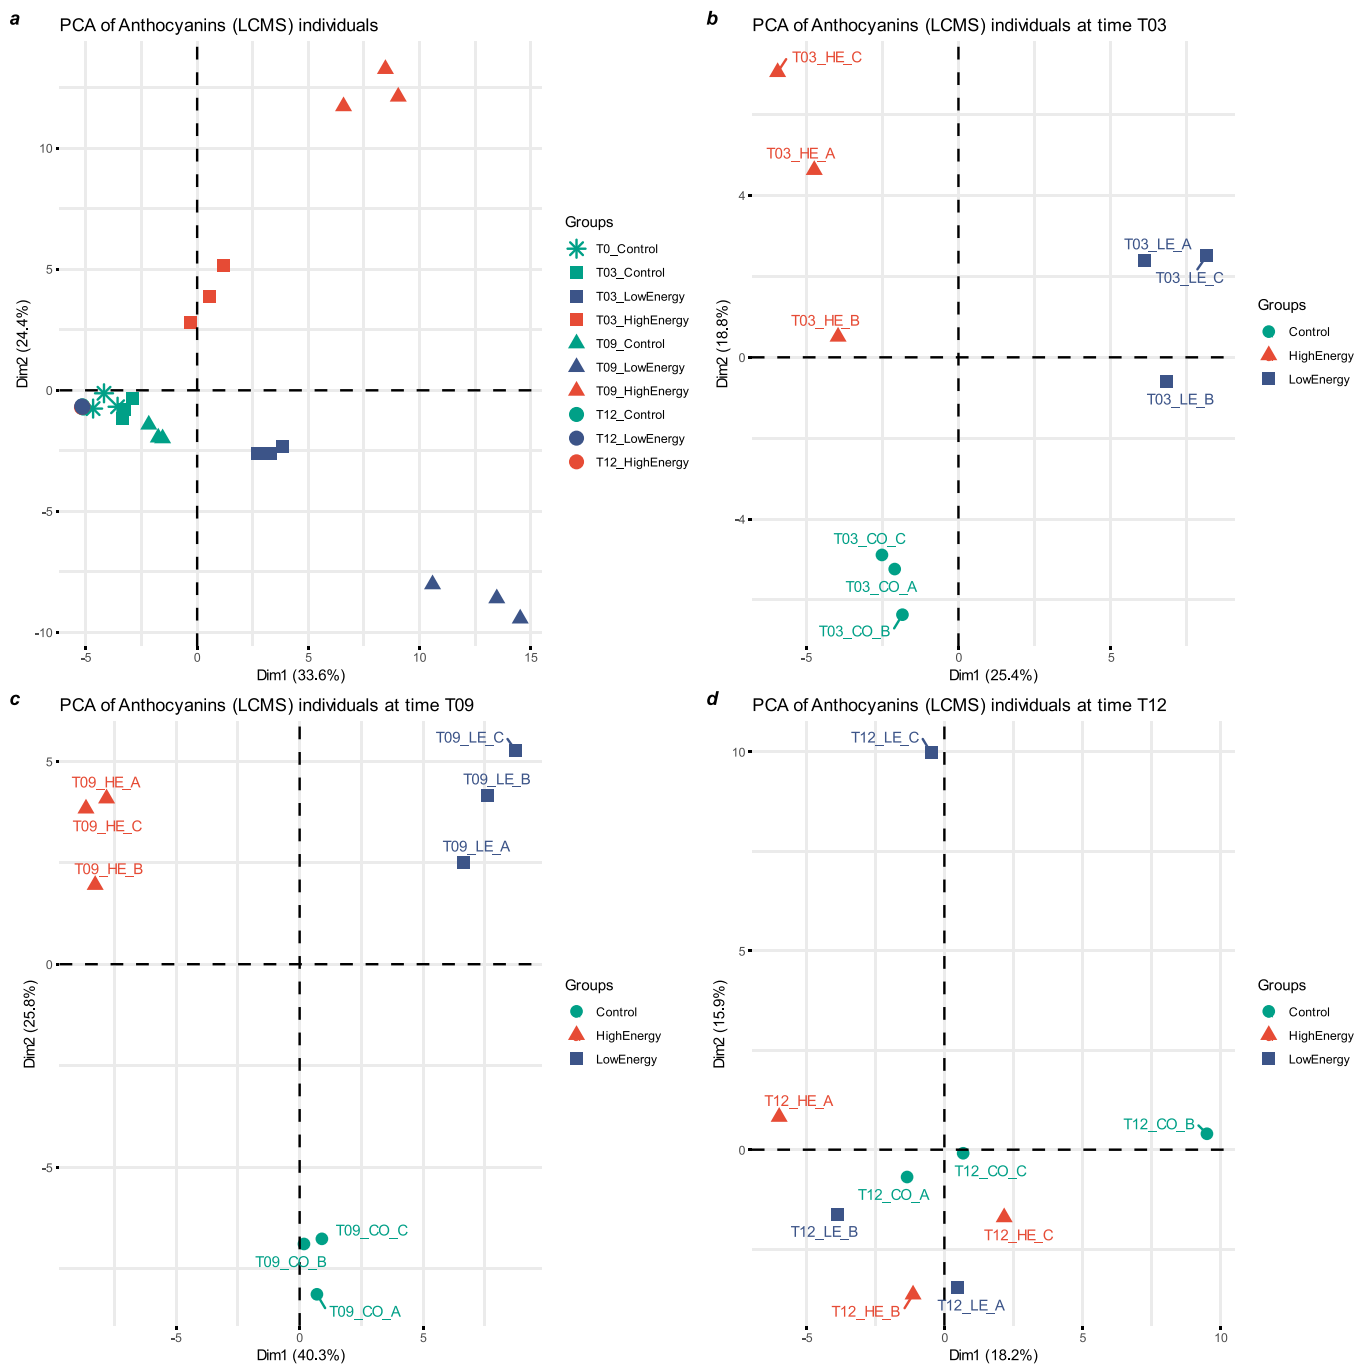 a
PCA of Anthocyanins (LCMS) individuals
10
5
0
-5
-10
-5
0
5
10
15
Dim2 (24.4%)
Dim1 (33.6%)
Groups
T0_Control
T03_Control
T03_LowEnergy
T03_HighEnergy
T09_Control
T09_LowEnergy
T09_HighEnergy
T12_Control
T12_LowEnergy
T12_HighEnergy
b
PCA of Anthocyanins (LCMS) individuals at time T03
T03_HE_C
T03_HE_A
T03_LE_A
T03_LE_C
T03_HE_B
T03_LE_B
T03_CO_C
T03_CO_A
T03_CO_B
4
0
-4
-5
0
5
Dim2 (18.8%)
Dim1 (25.4%)
Groups
Control
HighEnergy
LowEnergy
c
PCA of Anthocyanins (LCMS) individuals at time T09
T09_LE_C
T09_HE_A
T09_LE_B
T09_HE_C
T09_LE_A
T09_HE_B
T09_CO_C
T09_CO_B
T09_CO_A
5
0
-5
-5
0
5
Dim2 (25.8%)
Dim1 (40.3%)
Groups
Control
HighEnergy
LowEnergy
d
PCA of Anthocyanins (LCMS) individuals at time T12
T12_LE_C
T12_HE_A
T12_CO_B
T12_CO_C
T12_CO_A
T12_LE_B
T12_HE_C
T12_HE_B
T12_LE_A
10
5
0
-5
0
5
10
Dim2 (15.9%)
Dim1 (18.2%)
Groups
Control
HighEnergy
LowEnergy